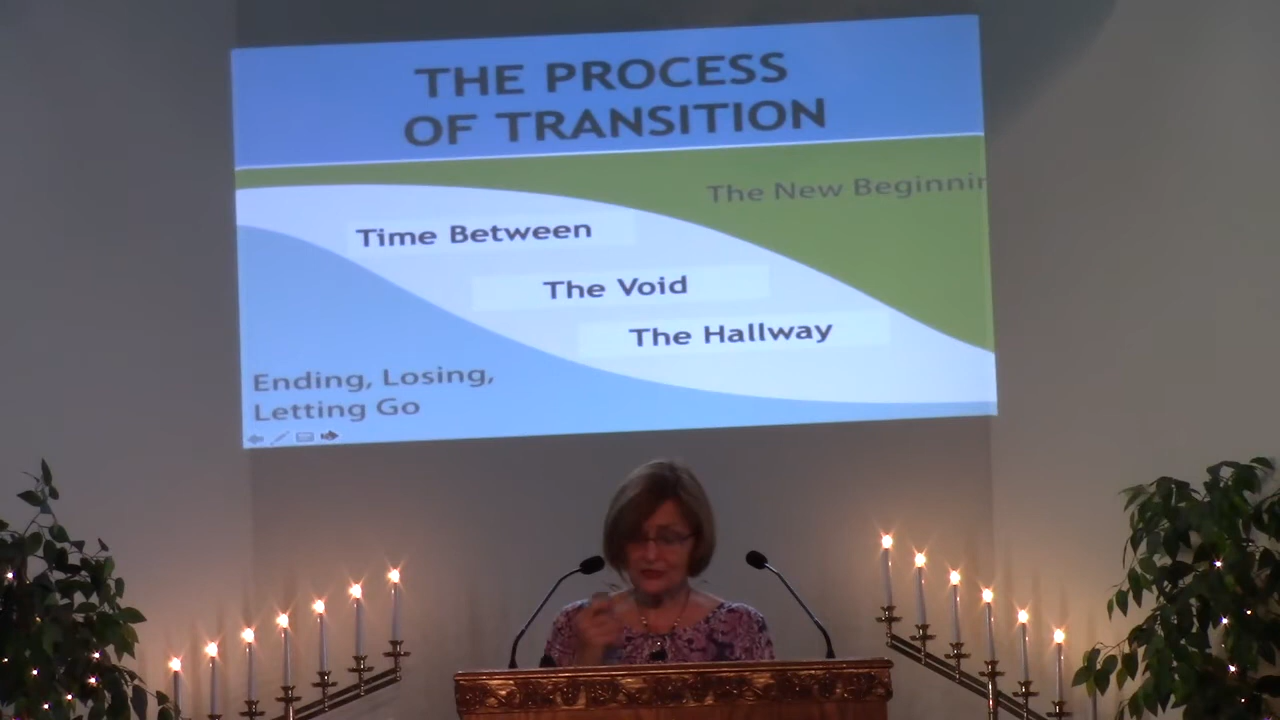 THE PROCESS
OF TRANSITION
The New Beginnin
Time Between
The Void
The Hallway
Ending, Losing,
Letting Go